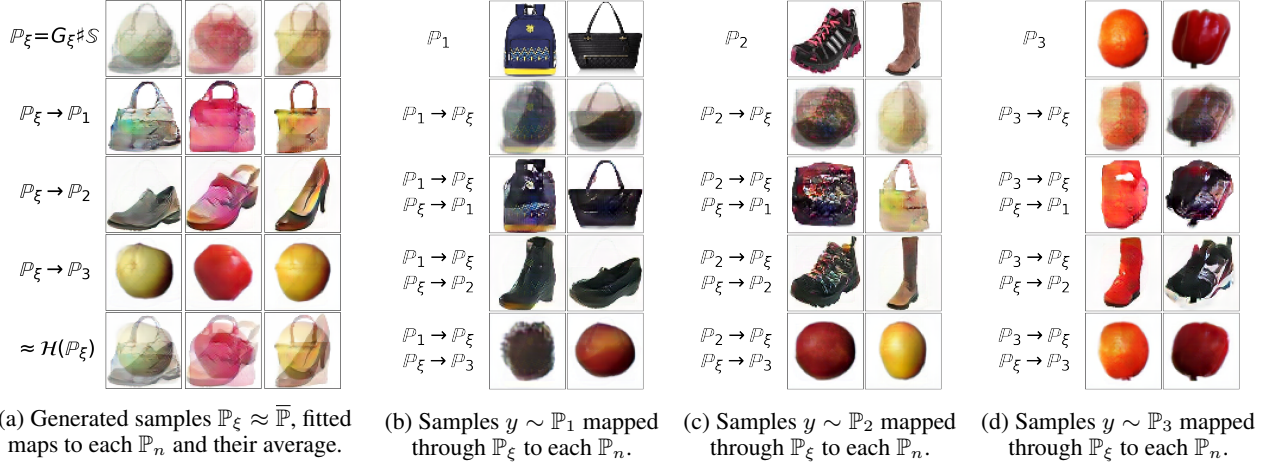 ℙ_ξ=G_ξ♯𝕊
ℙ_ξ → ℙ_1
ℙ_ξ → ℙ_2
ℙ_ξ → ℙ_3
≈ ℋ(ℙ_ξ)
(a) Generated samples ℙ_ξ ≈ ℙ̅, fitted
maps to each ℙ_n and their average.
ℙ_1
ℙ_1 → ℙ_ξ
ℙ_1 → ℙ_ξ
ℙ_ξ → ℙ_1
ℙ_1 → ℙ_ξ
ℙ_ξ → ℙ_2
ℙ_1 → ℙ_ξ
ℙ_ξ → ℙ_3
(b) Samples y ∼ ℙ_1 mapped
through ℙ_ξ to each ℙ_n.
ℙ_2
ℙ_2 → ℙ_ξ
ℙ_2 → ℙ_ξ
ℙ_ξ → ℙ_1
ℙ_2 → ℙ_ξ
ℙ_ξ → ℙ_2
ℙ_2 → ℙ_ξ
ℙ_ξ → ℙ_3
(c) Samples y ∼ ℙ_2 mapped
through ℙ_ξ to each ℙ_n.
ℙ_3
ℙ_3 → ℙ_ξ
ℙ_3 → ℙ_ξ
ℙ_ξ → ℙ_1
ℙ_3 → ℙ_ξ
ℙ_ξ → ℙ_2
ℙ_3 → ℙ_ξ
ℙ_ξ → ℙ_3
(d) Samples y ∼ ℙ_3 mapped
through ℙ_ξ to each ℙ_n.